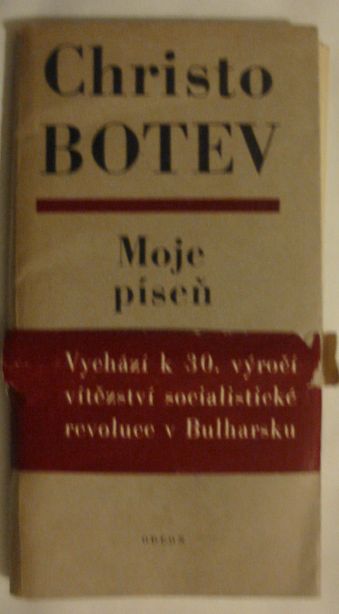 Christo
BOTEV
Moje
píseň
Vychází k 30. výročí
vítězství socialistické
revoluce v Bulharsku
ODEON